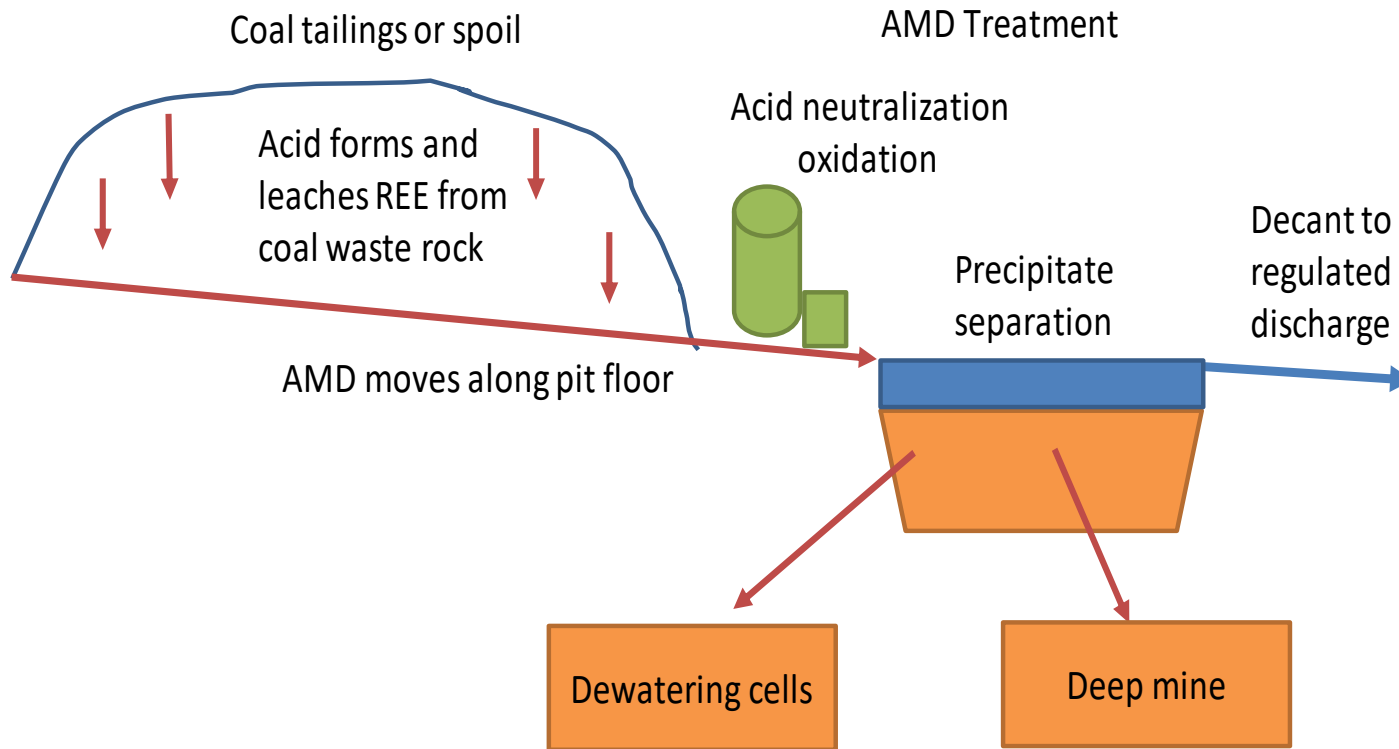 Coal tailings or spoil
AMD Treatment
Acid neutralization
oxidation
Acid forms and
leaches REE from
coal waste rock
Decant to
regulated
discharge
Precipitate
separation
AMD moves along pit floor
Dewatering cells
Deep mine